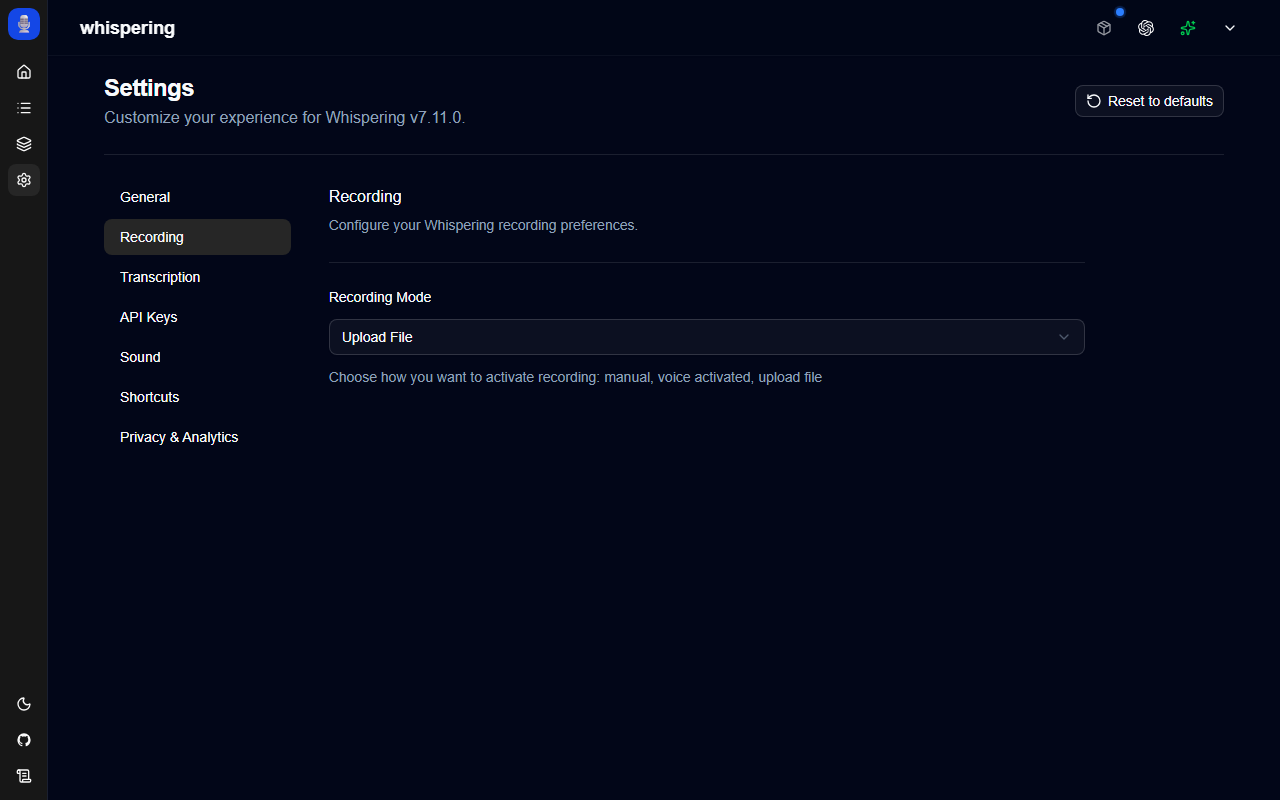 whispering
Settings
Customize your experience for Whispering v7.11.0.
Reset to defaults
General
Recording
Transcription
API Keys
Sound
Shortcuts
Privacy & Analytics
Recording
Configure your Whispering recording preferences.
Recording Mode
Upload File
Choose how you want to activate recording: manual, voice activated, upload file